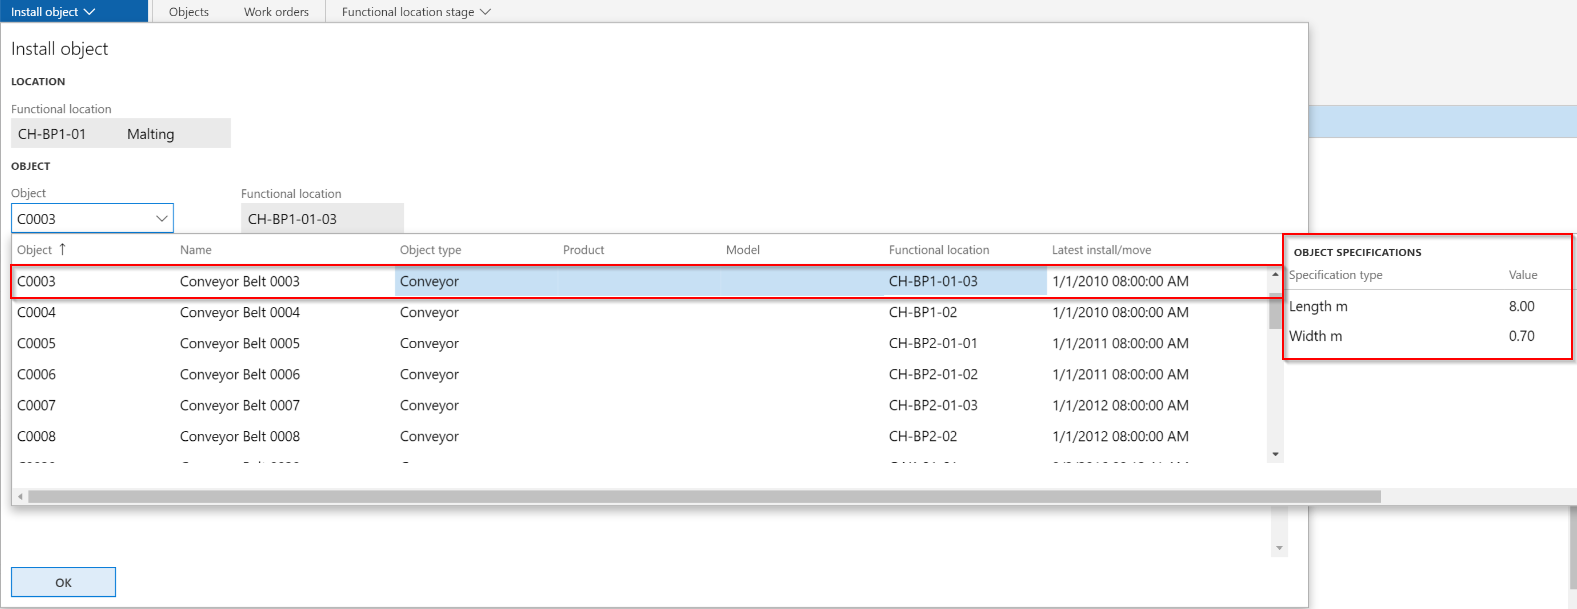 Install object Objects Work orders Functional location stage
Install object
LOCATION
Functional location
CH-BP1-01 Malting
OBJECT
Object Functional location
C0003 CH-BP1-01-03
Object ↑ Name Object type Product Model Functional location Latest install/move
C0003 Conveyor Belt 0003 Conveyor CH-BP1-01-03 1/1/2010 08:00:00 AM
C0004 Conveyor Belt 0004 Conveyor CH-BP1-02 1/1/2010 08:00:00 AM
C0005 Conveyor Belt 0005 Conveyor CH-BP2-01-01 1/1/2011 08:00:00 AM
C0006 Conveyor Belt 0006 Conveyor CH-BP2-01-02 1/1/2011 08:00:00 AM
C0007 Conveyor Belt 0007 Conveyor CH-BP2-01-03 1/1/2012 08:00:00 AM
C0008 Conveyor Belt 0008 Conveyor CH-BP2-02 1/1/2012 08:00:00 AM
OBJECT SPECIFICATIONS
Specification type Value
Length m 8.00
Width m 0.70
OK